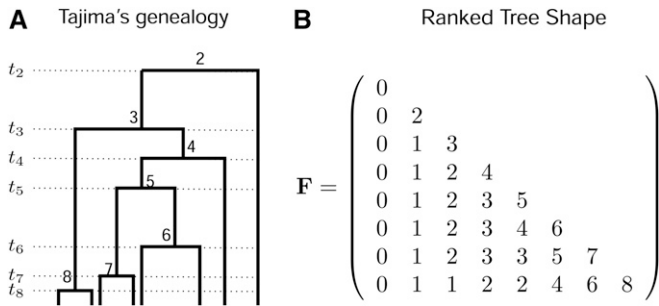 A Tajima's genealogy
B Ranked Tree Shape
t2
2
t3
3
t4
4
t5
5
t6
6
t7
7
t8
8
F =
0
0 2
0 1 3
0 1 2 4
0 1 2 3 5
0 1 2 3 4 6
0 1 2 3 3 5 7
0 1 1 2 2 4 6 8